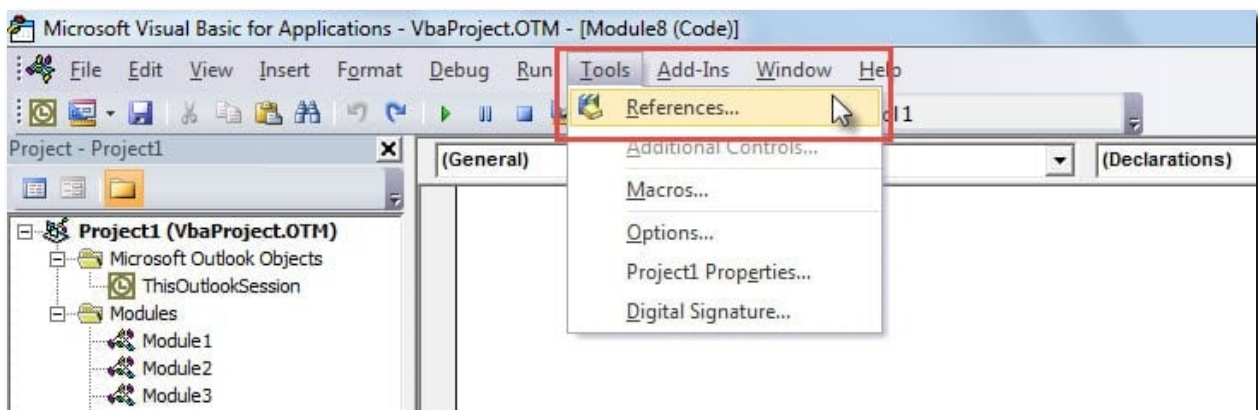 Microsoft Visual Basic for Applications - VbaProject.OTM - [Module8 (Code)]
File Edit View Insert Format Debug Run Tools Add-Ins Window Help
References...
ol1
Project - Project1
(General)
(Declarations)
Additional Controls...
Macros...
Options...
Project1 Properties...
Digital Signature...
Project1 (VbaProject.OTM)
Microsoft Outlook Objects
ThisOutlookSession
Modules
Module1
Module2
Module3